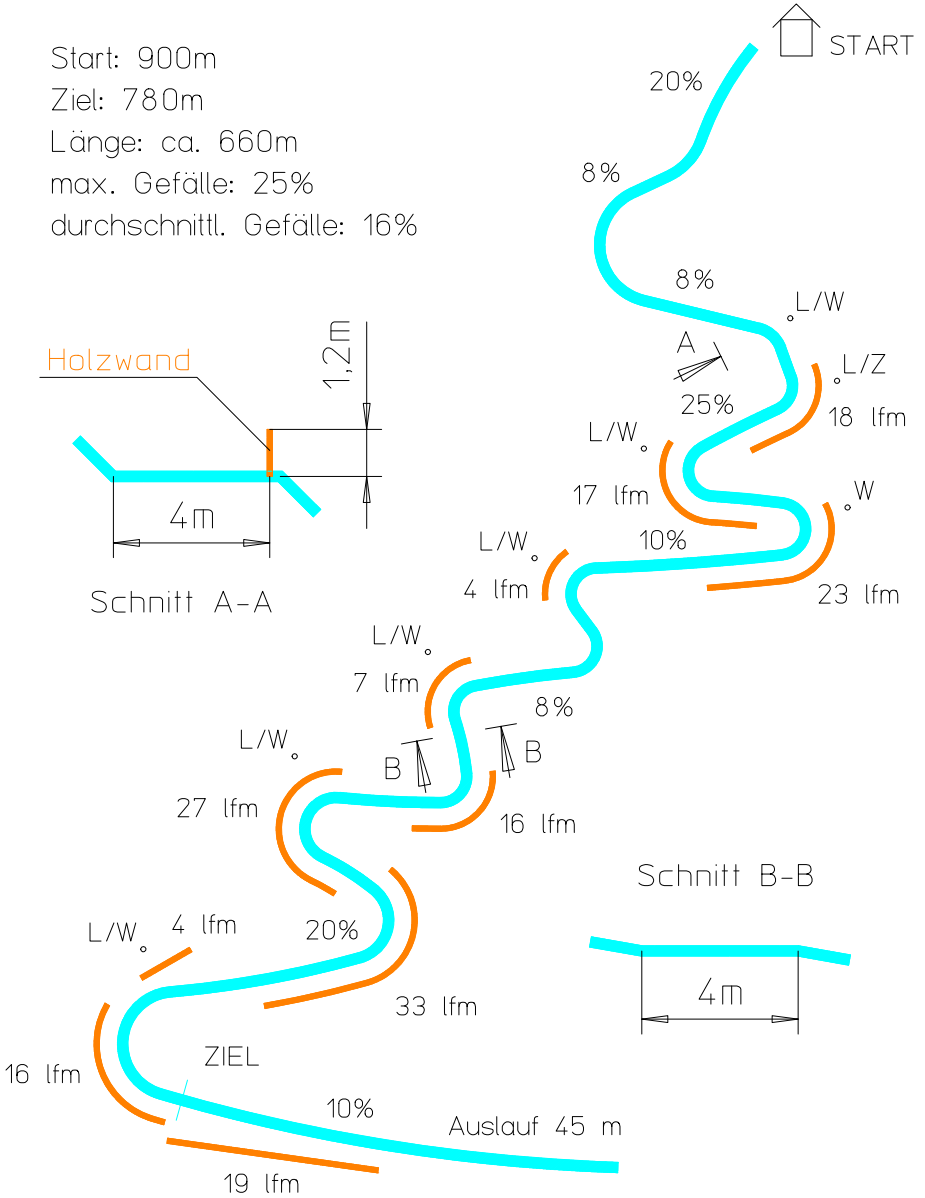 START
Start: 900m
Ziel: 780m
Länge: ca. 660m
max. Gefälle: 25%
durchschnittl. Gefälle: 16%
20%
8%
8%
L/W
A
Holzwand
1,2m
L/Z
25%
18 lfm
L/W
17 lfm
W
4m
10%
L/W
4 lfm
23 lfm
Schnitt A-A
L/W
7 lfm
8%
L/W
B
B
27 lfm
16 lfm
Schnitt B-B
4 lfm
L/W
20%
4m
33 lfm
ZIEL
16 lfm
10%
Auslauf 45 m
19 lfm